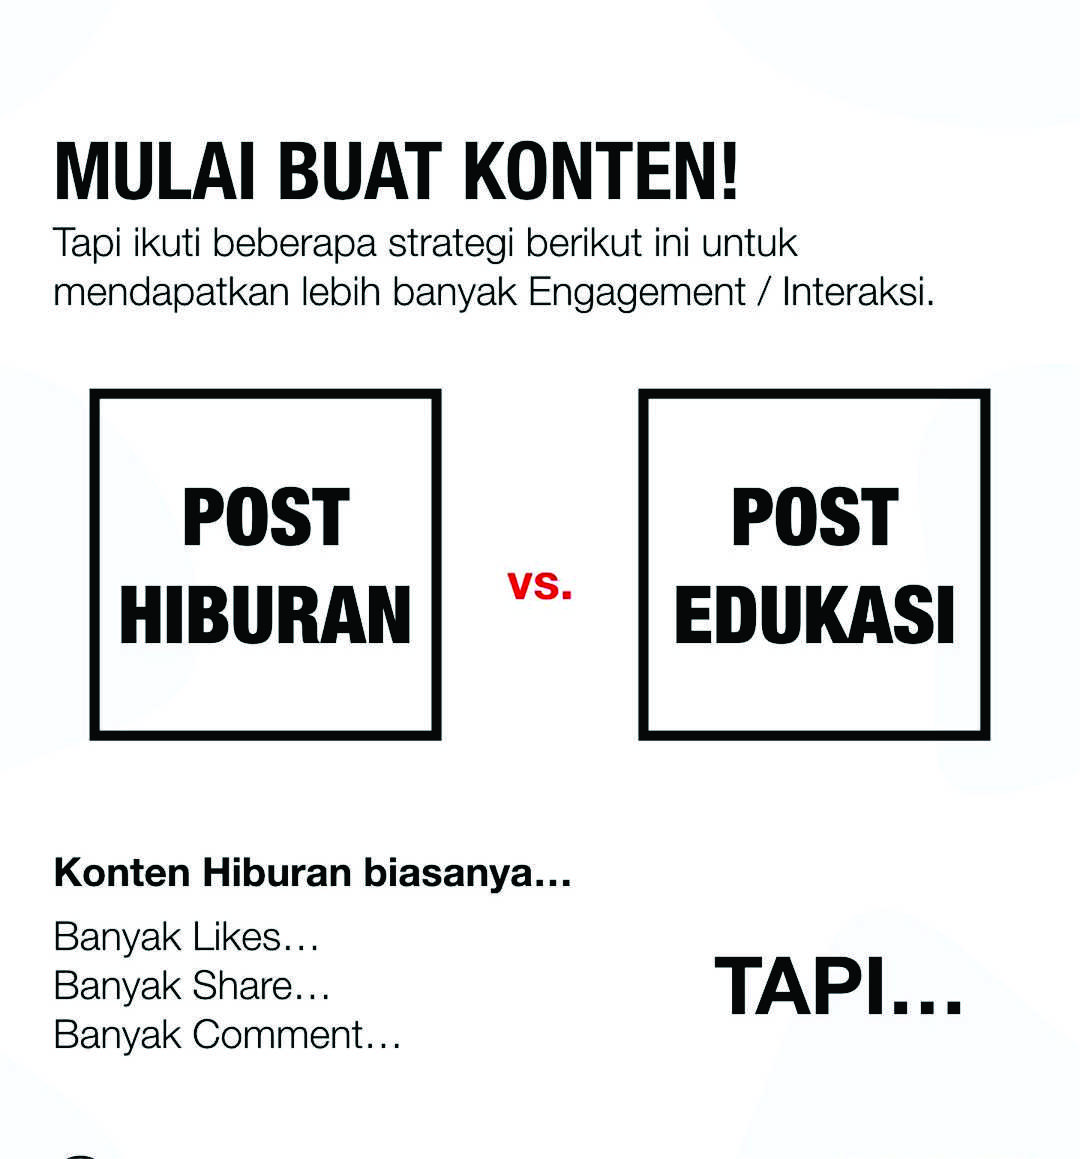 MULAI BUAT KONTEN!
Tapi ikuti beberapa strategi berikut ini untuk
mendapatkan lebih banyak Engagement / Interaksi.
POST
HIBURAN
vs.
POST
EDUKASI
Konten Hiburan biasanya...
Banyak Likes...
Banyak Share...
Banyak Comment...
TAPI...